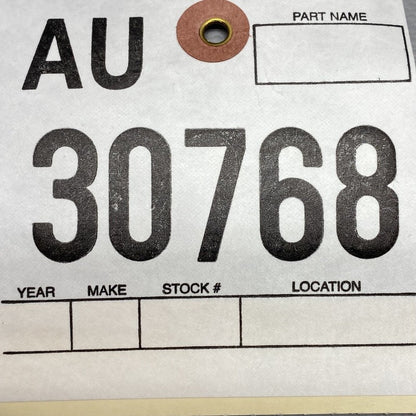 AU
PART NAME
30768
YEAR MAKE STOCK # LOCATION